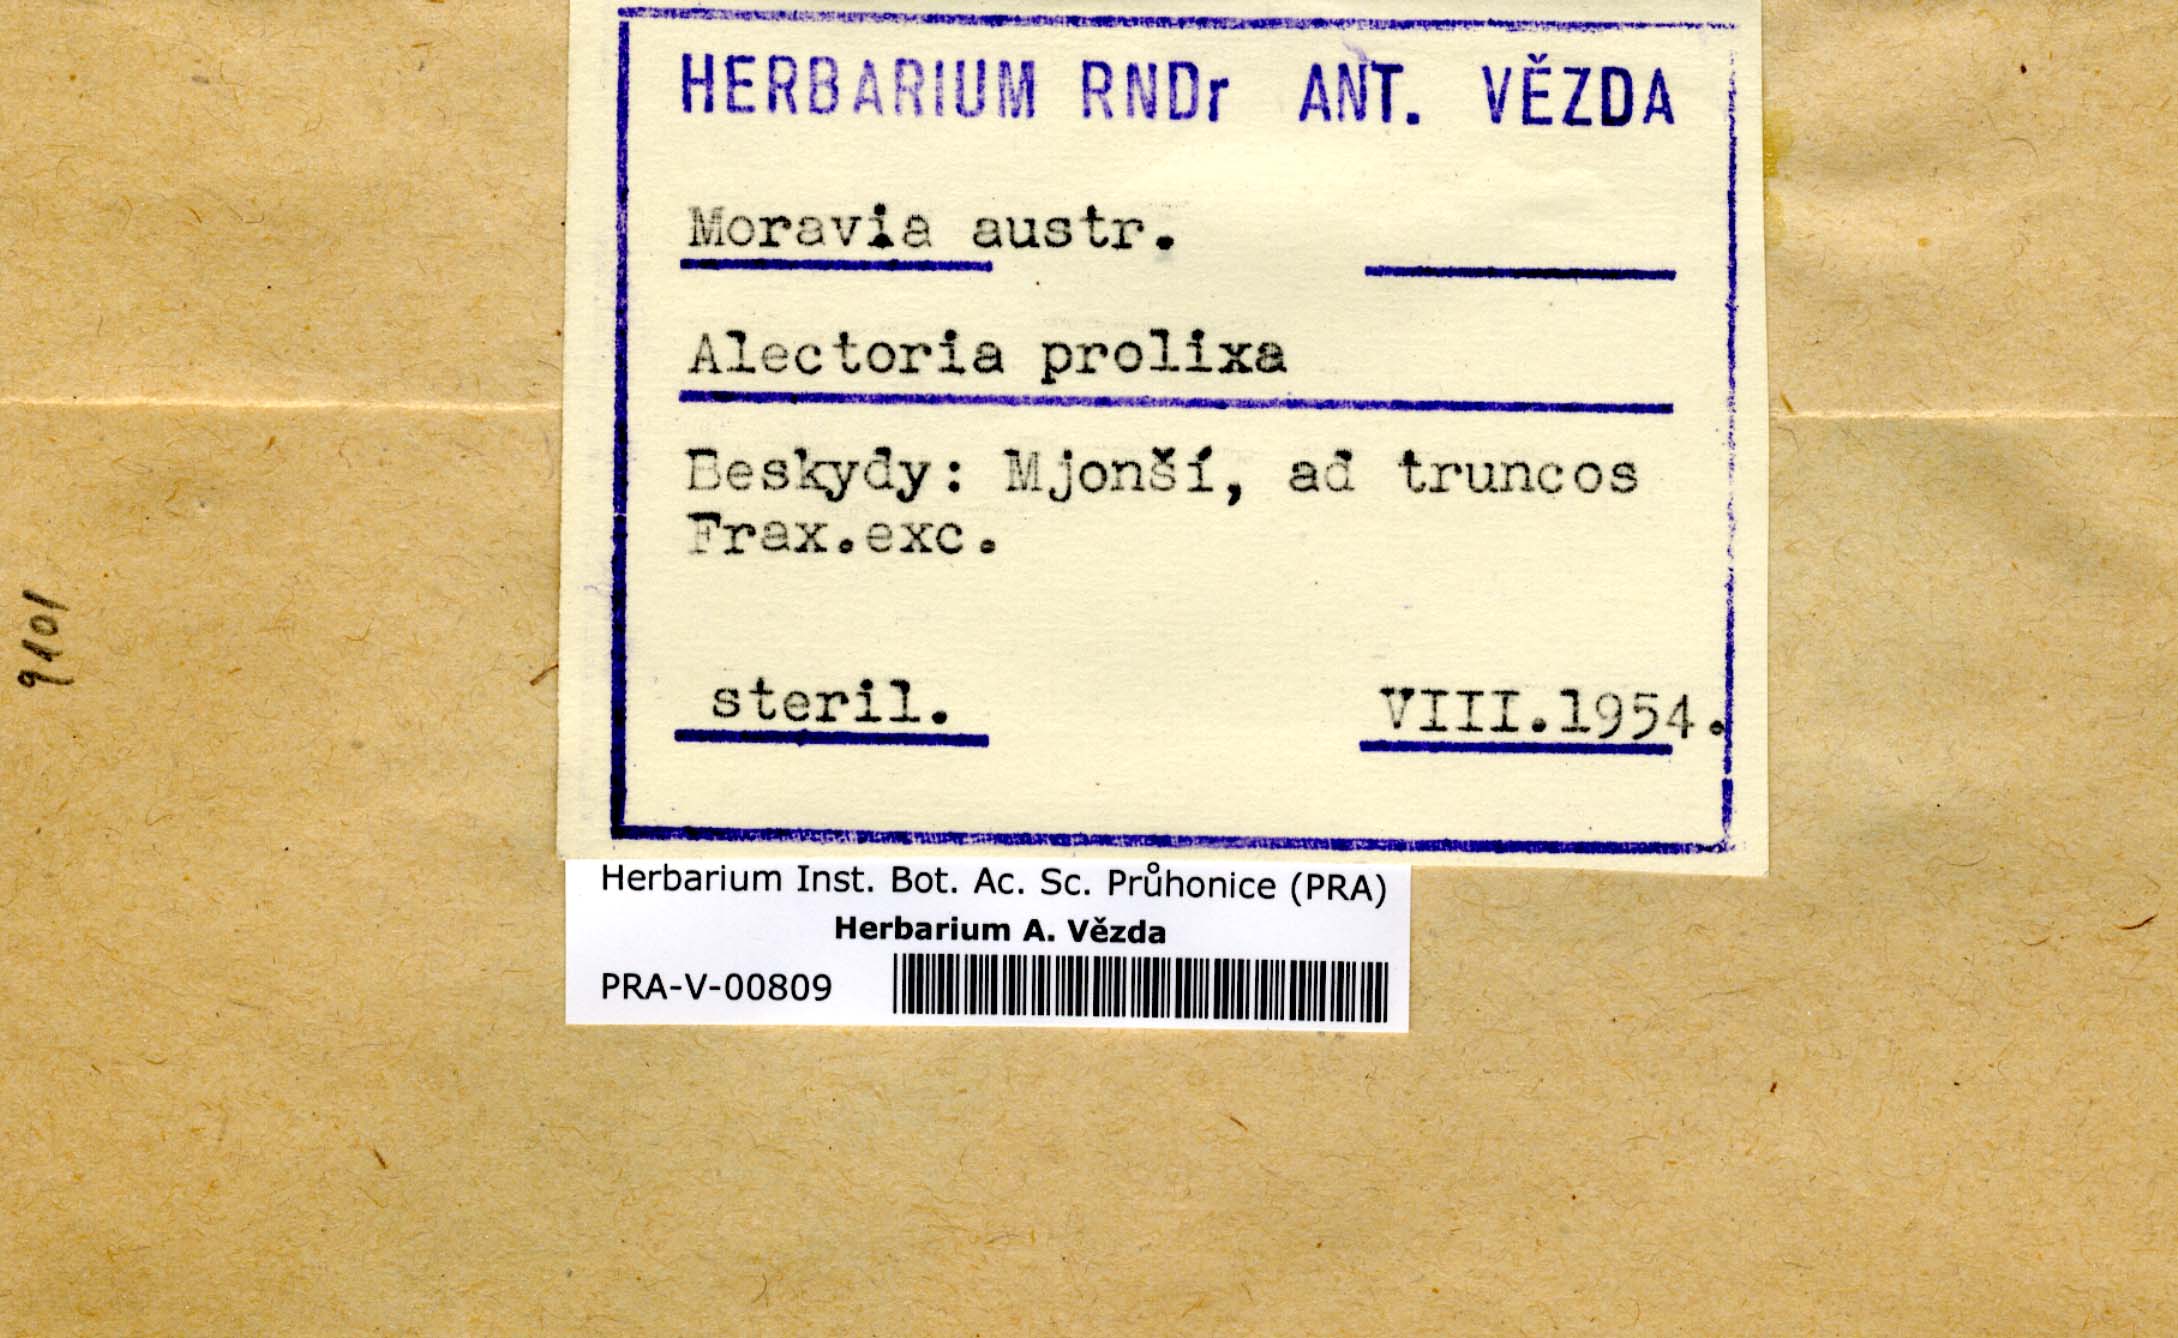 HERBARIUM RNDr ANT. VĚZDA
Moravia austr.
Alectoria prolixa
Beskydy: Mjonší, ad truncos
Frax.exc.
steril. VIII.1954.
Herbarium Inst. Bot. Ac. Sc. Průhonice (PRA)
Herbarium A. Vězda
PRA-V-00809
9101